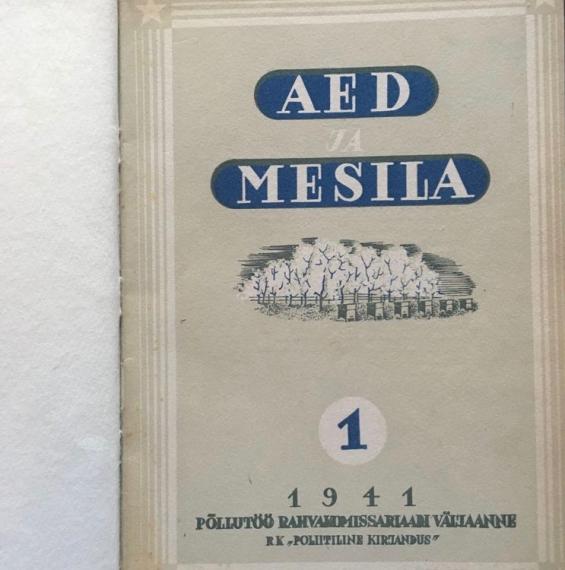 AED
JA
MESILA
1
1941
PÕLLUTÖÖ RAHVAKOMISSARIAADI VÄLJAANNE
RK „POLIITILINE KIRJANDUS”